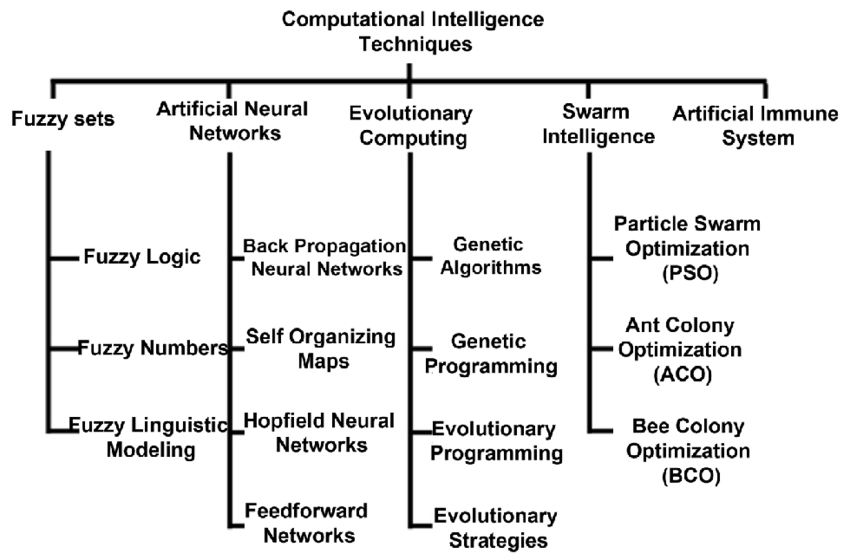 Computational Intelligence
Techniques
Fuzzy sets
Artificial Neural
Networks
Evolutionary
Computing
Swarm
Intelligence
Artificial Immune
System
Fuzzy Logic
Fuzzy Numbers
Euzzy Linguistic
Modeling
Back Propagation
Neural Networks
Self Organizing
Maps
Hopfield Neural
Networks
Feedforward
Networks
Genetic
Algorithms
Genetic
Programming
Evolutionary
Programming
Evolutionary
Strategies
Particle Swarm
Optimization
(PSO)
Ant Colony
Optimization
(ACO)
Bee Colony
Optimization
(BCO)